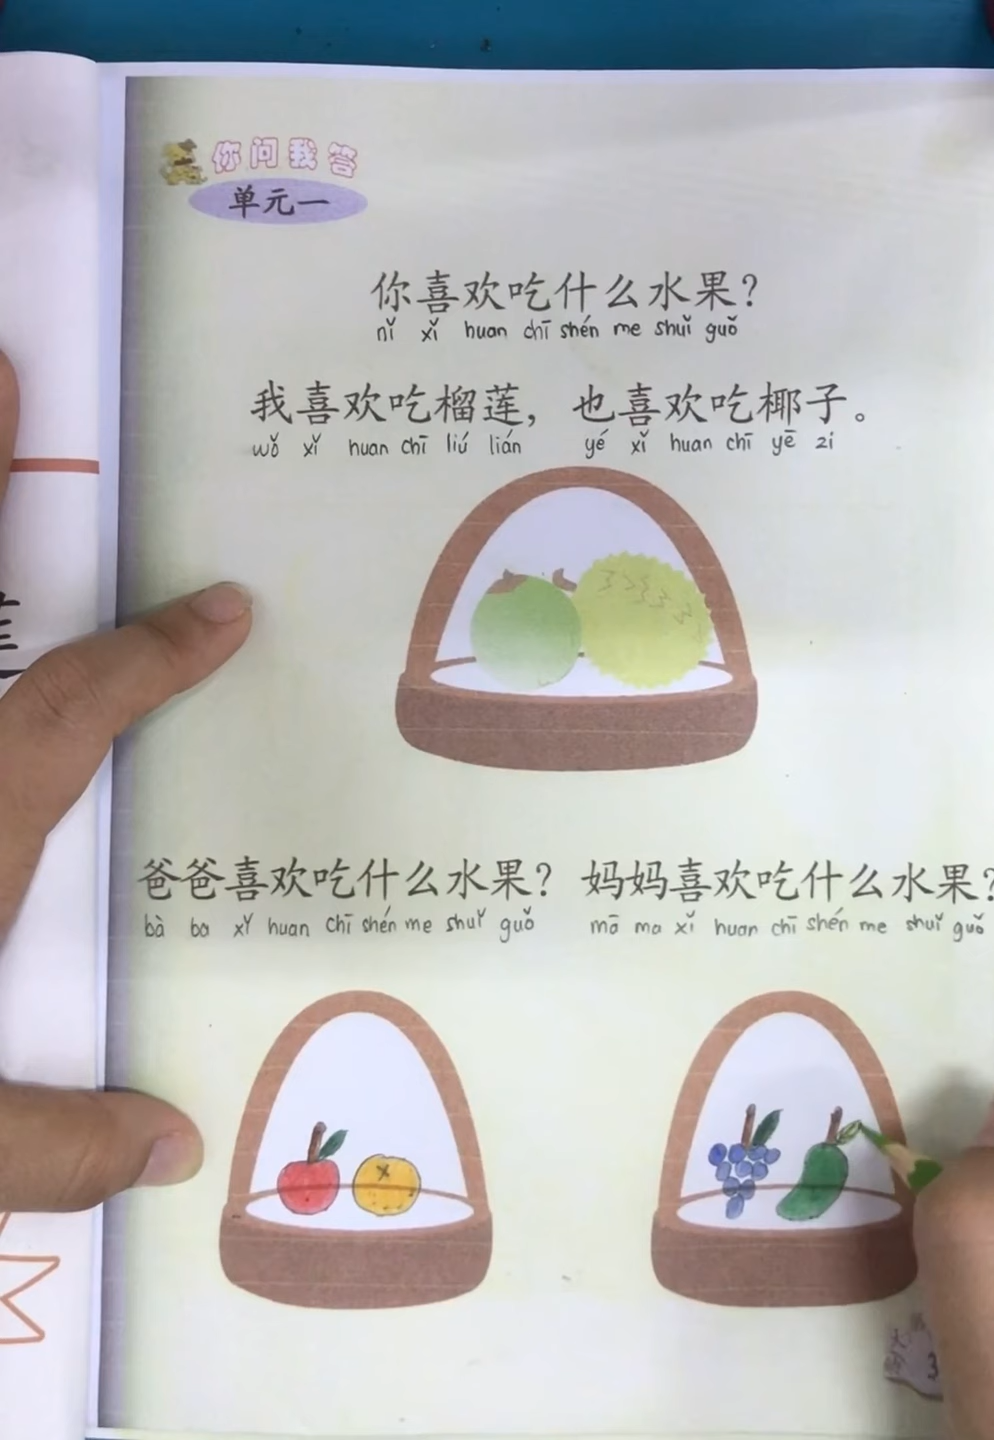 你问我答
单元一
你喜欢吃什么水果？
nǐ xǐ huan chī shén me shuǐ guǒ
我喜欢吃榴莲，也喜欢吃椰子。
wǒ xǐ huan chī liú lián yé xǐ huan chī yē zi
爸爸喜欢吃什么水果？ 妈妈喜欢吃什么水果？
bà ba xǐ huan chī shén me shuǐ guǒ mā ma xǐ huan chī shén me shuǐ guǒ
3